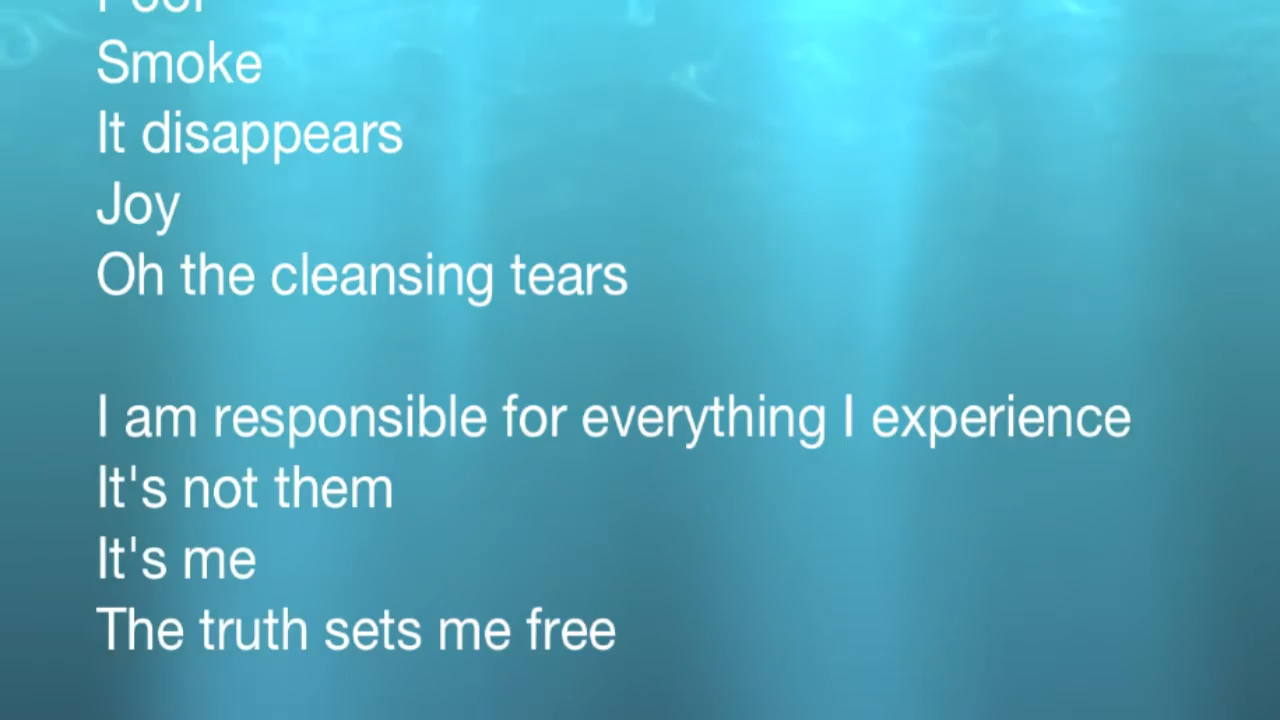 Smoke
It disappears
Joy
Oh the cleansing tears
I am responsible for everything I experience
It's not them
It's me
The truth sets me free